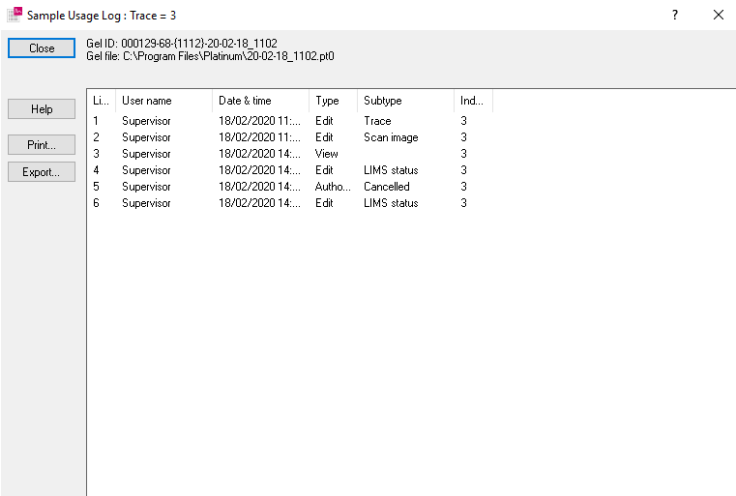 Sample Usage Log : Trace = 3
? ×
Close
Gel ID: 000129-68-(1112)-20-02-18_1102
Gel file: C:\Program Files\Platinum\20-02-18_1102.pt0
Help
Print...
Export...
Li... User name Date & time Type Subtype Ind...
1 Supervisor 18/02/2020 11:... Edit Trace 3
2 Supervisor 18/02/2020 11:... Edit Scan image 3
3 Supervisor 18/02/2020 14:... View 3
4 Supervisor 18/02/2020 14:... Edit LIMS status 3
5 Supervisor 18/02/2020 14:... Autho... Cancelled 3
6 Supervisor 18/02/2020 14:... Edit LIMS status 3